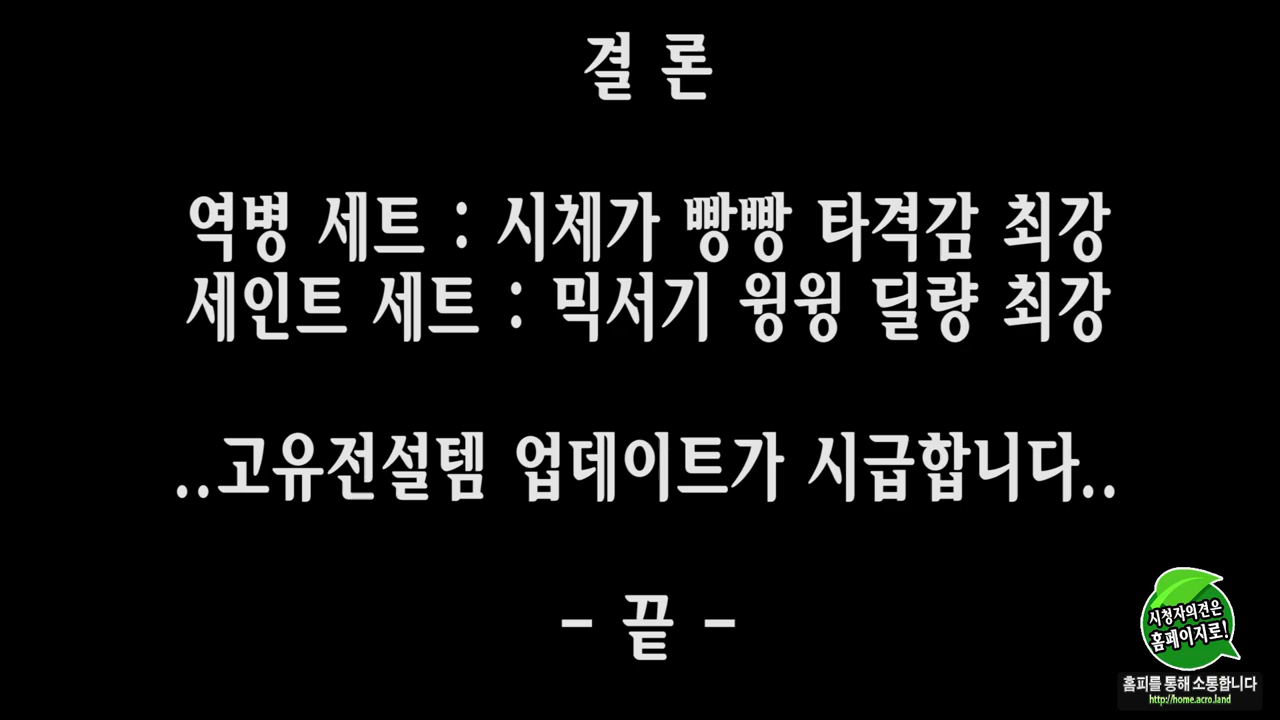 결 론
역병 세트 : 시체가 빵빵 타격감 최강
세인트 세트 : 믹서기 윙윙 딜량 최강
..고유전설템 업데이트가 시급합니다..
- 끝 -
시청자의견은
홈페이지로!
홈피를 통해 소통합니다
http://home.acro.land